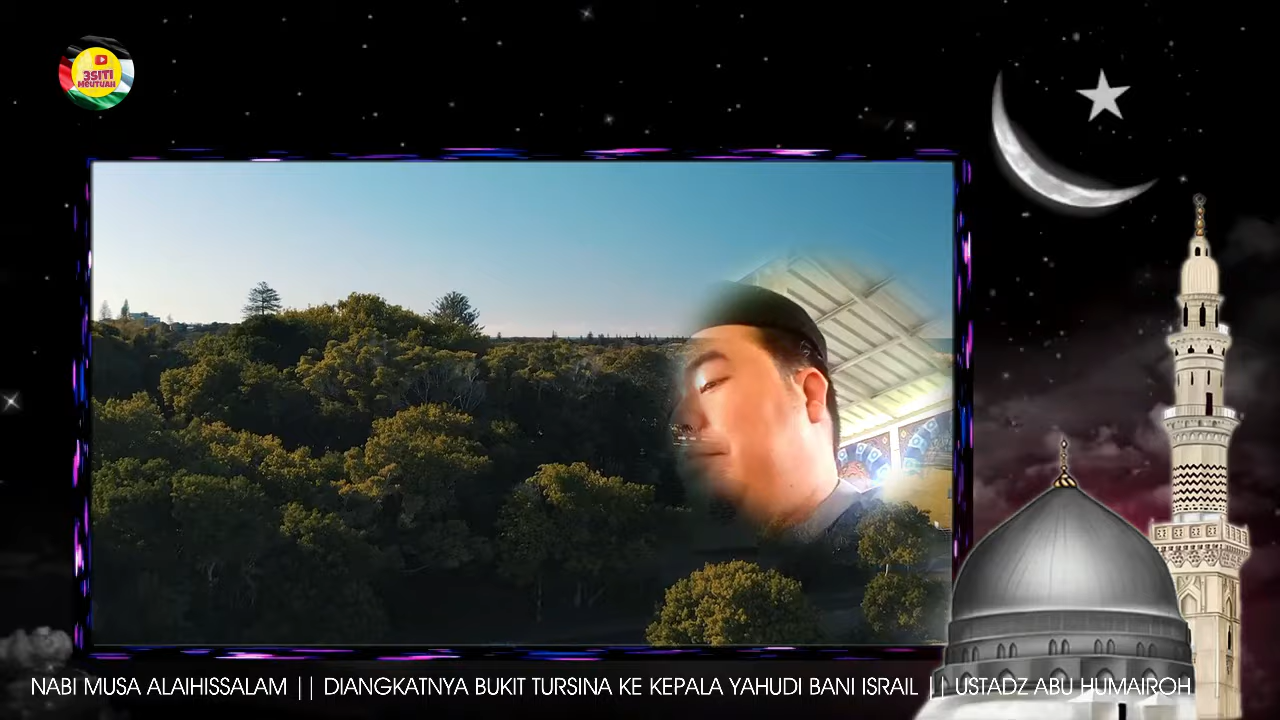 3SITI
MEUTUAH
NABI MUSA ALAIHISSALAM || DIANGKATNYA BUKIT TURSINA KE KEPALA YAHUDI BANI ISRAIL || USTADZ ABU HUMAIROH